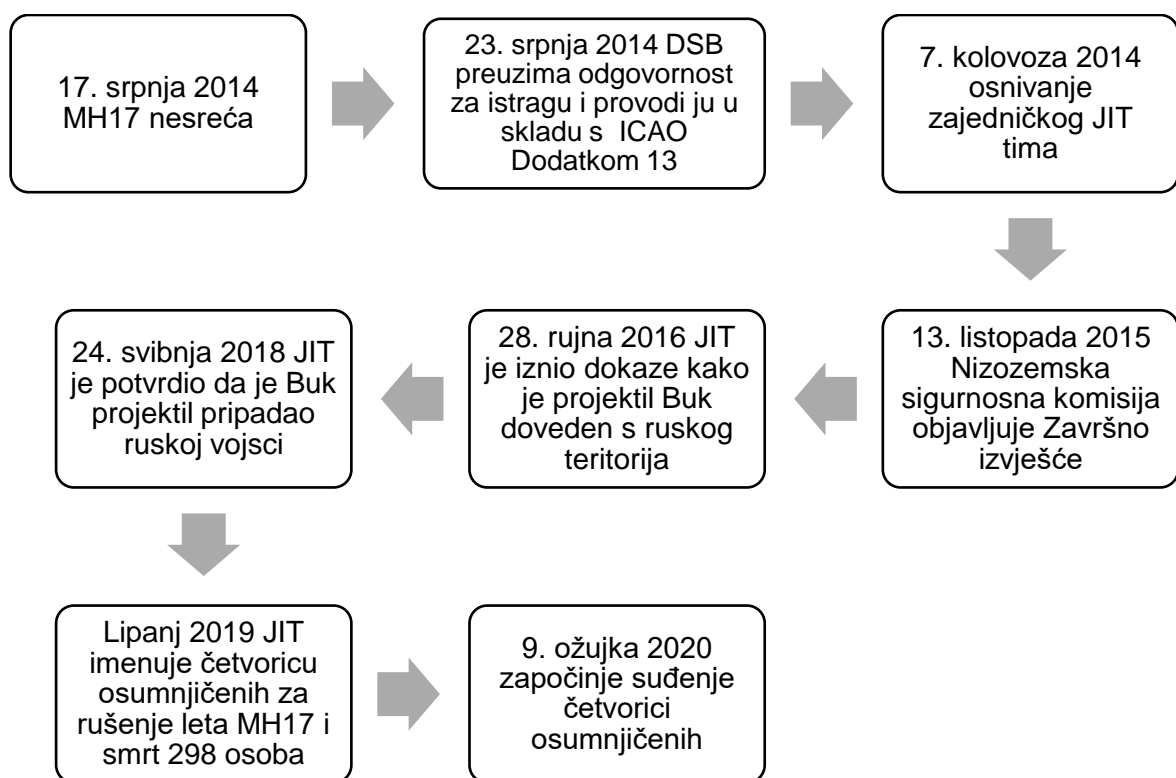 17. srpnja 2014
MH17 nesreća
23. srpnja 2014 DSB
preuzima odgovornost
za istragu i provodi ju u
skladu s ICAO
Dodatkom 13
7. kolovoza 2014
osnivanje
zajedničkog JIT
tima
13. listopada 2015
Nizozemska
sigurnosna komisija
objavljuje Završno
izvješće
28. rujna 2016 JIT
je iznio dokaze kako
je projektil Buk
doveden s ruskog
teritorija
24. svibnja 2018 JIT
je potvrdio da je Buk
projektil pripadao
ruskoj vojsci
Lipanj 2019 JIT
imenuje četvoricu
osumnjičenih za
rušenje leta MH17 i
smrt 298 osoba
9. ožujka 2020
započinje suđenje
četvorici
osumnjičenih